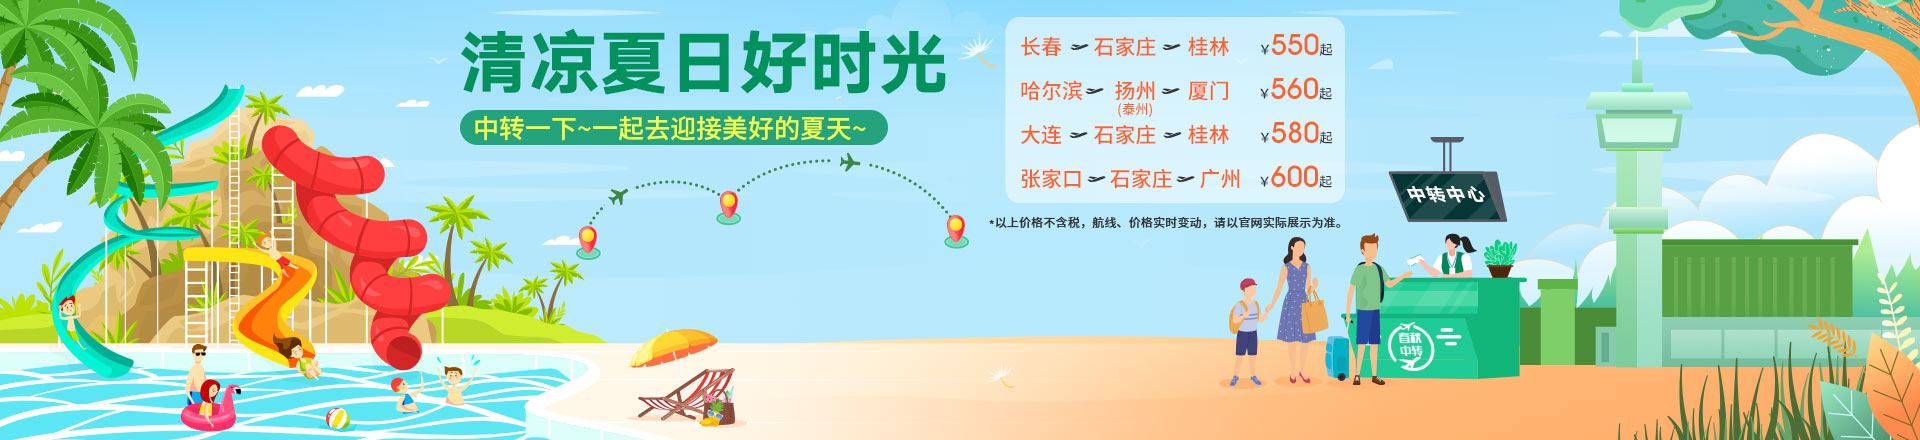 清凉夏日好时光
中转一下~一起去迎接美好的夏天~
长春 石家庄 桂林 ¥550起
哈尔滨 扬州 厦门 ¥560起
(泰州)
大连 石家庄 桂林 ¥580起
张家口 石家庄 广州 ¥600起
*以上价格不含税，航线、价格实时变动，请以官网实际展示为准。
中转中心
春秋
中转